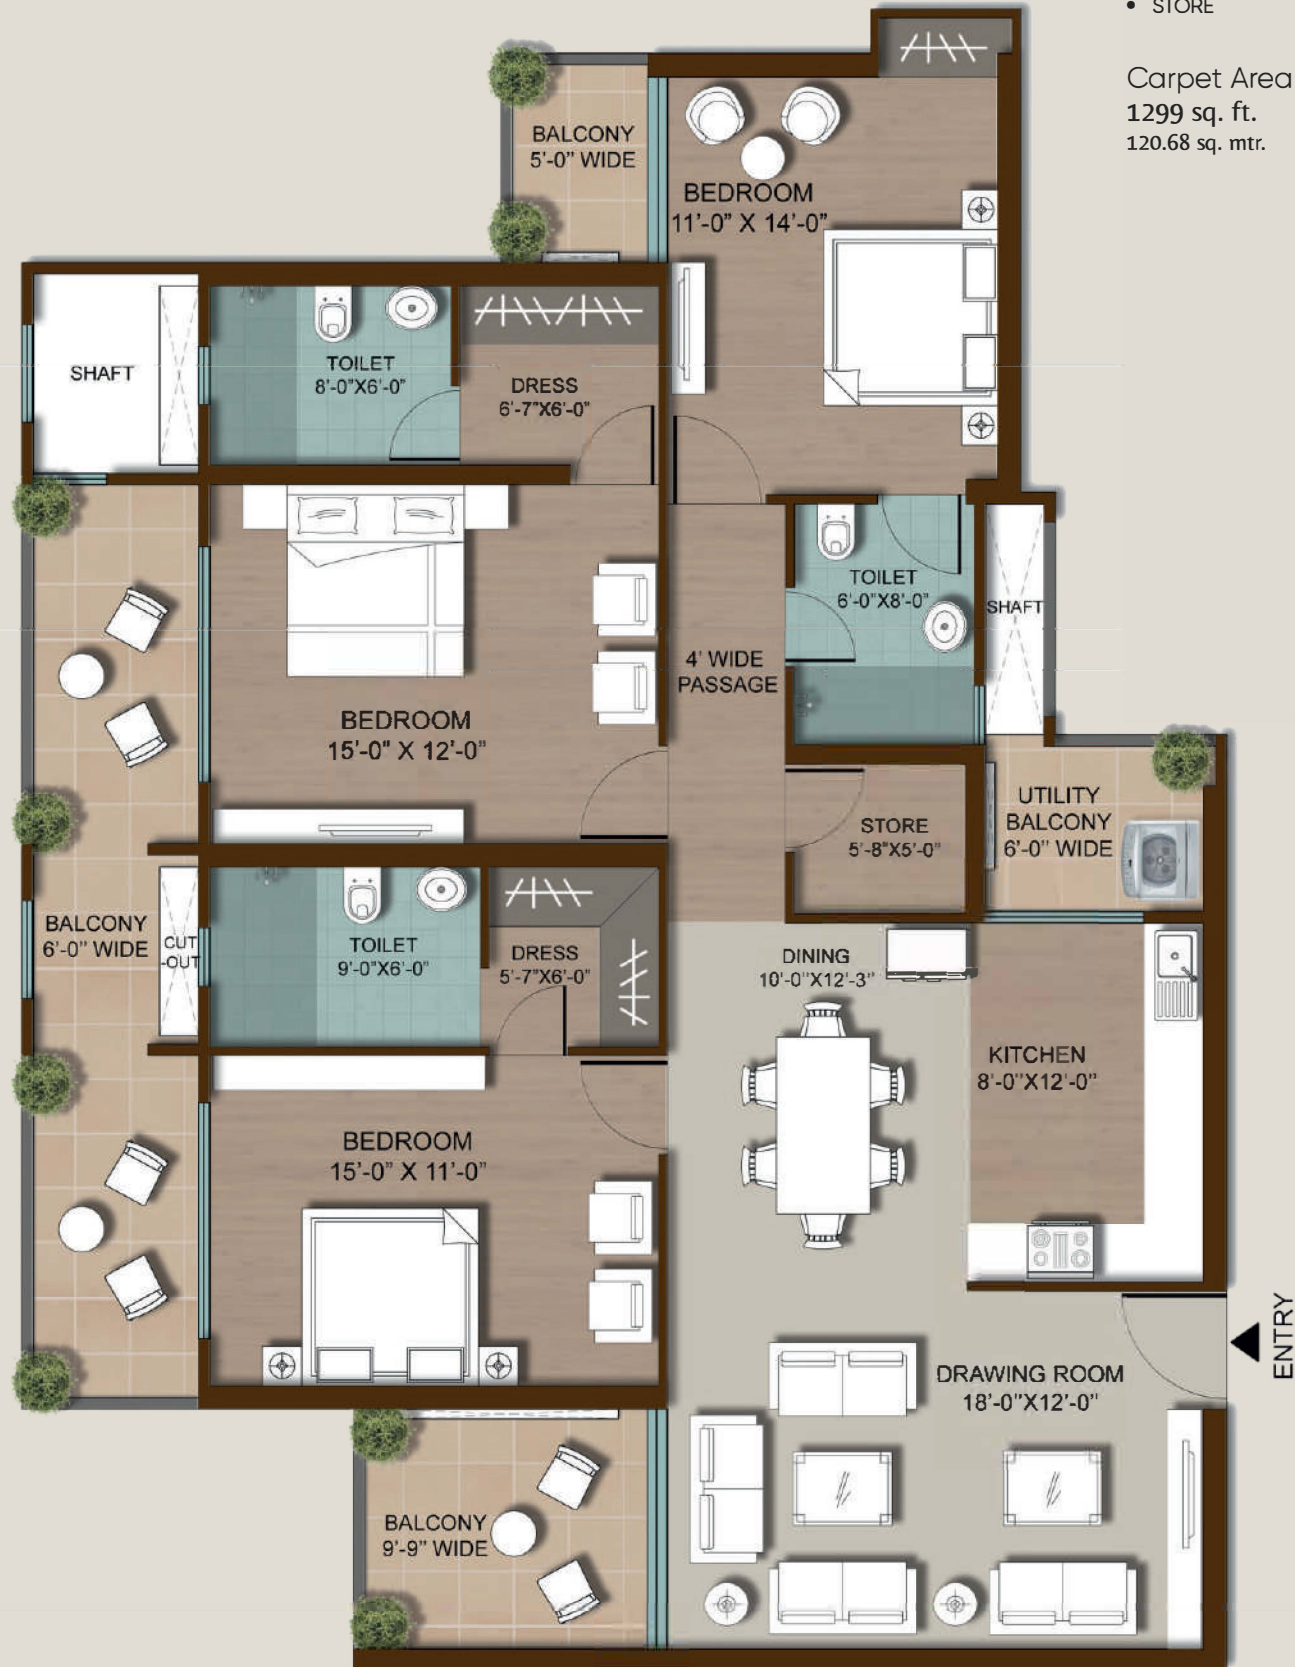 • STORE
Carpet Area
1299 sq. ft.
120.68 sq. mtr.
BALCONY
5'-0" WIDE
BEDROOM
11'-0" X 14'-0"
SHAFT
TOILET
8'-0"X6'-0"
DRESS
6'-7"X6'-0"
TOILET
6'-0"X8'-0"
SHAFT
4' WIDE
PASSAGE
BEDROOM
15'-0" X 12'-0"
UTILITY
BALCONY
6'-0" WIDE
STORE
5'-8"X5'-0"
BALCONY
6'-0" WIDE
CUT
-OUT
TOILET
9'-0"X6'-0"
DRESS
5'-7"X6'-0"
DINING
10'-0"X12'-3"
KITCHEN
8'-0"X12'-0"
BEDROOM
15'-0" X 11'-0"
ENTRY
DRAWING ROOM
18'-0"X12'-0"
BALCONY
9'-9" WIDE